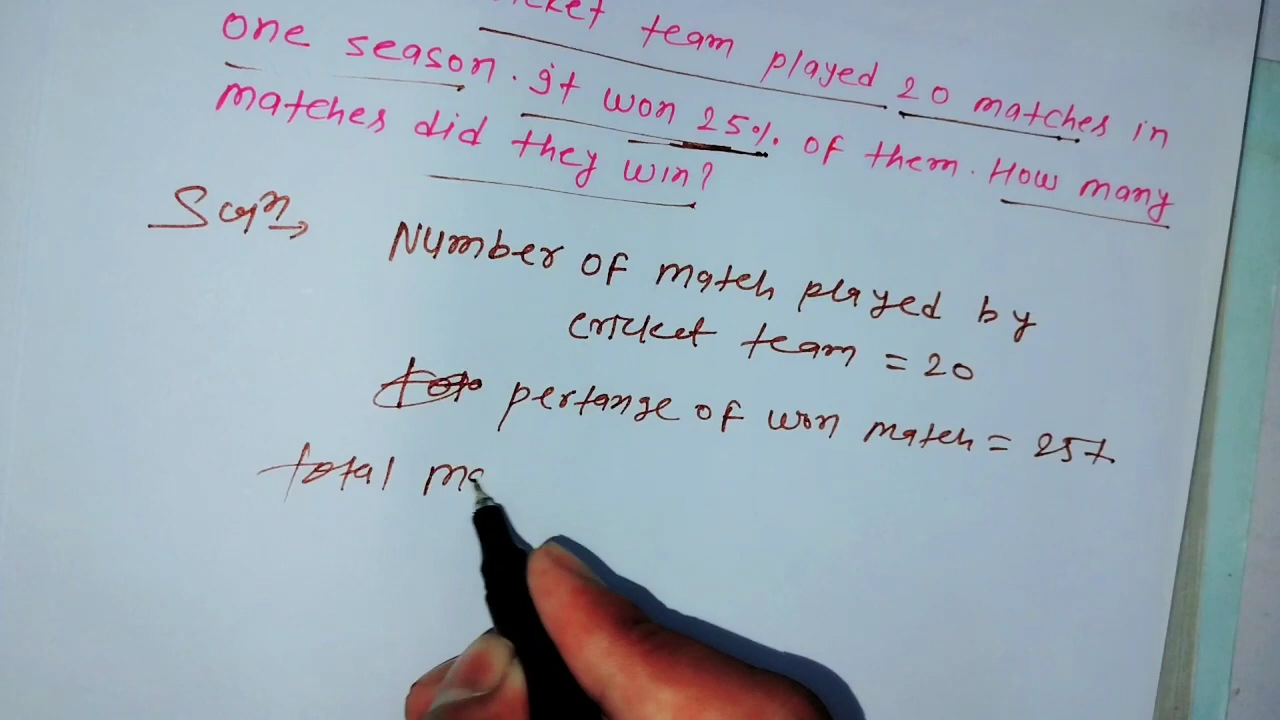 cket team played 20 matches in
one season. It won 25% of them. How many
matches did they win?
Soln
Number of match played by
cricket team = 20
pertange of won match = 25%
total ma